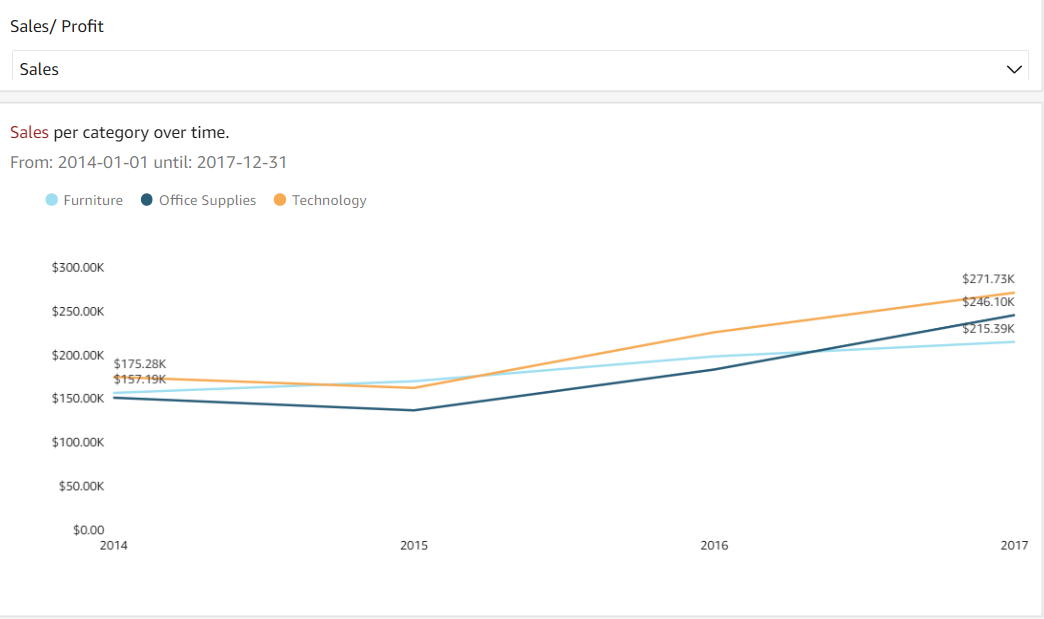 Sales/ Profit
Sales
Sales per category over time.
From: 2014-01-01 until: 2017-12-31
Furniture Office Supplies Technology
$300.00K
$271.73K
$250.00K
$246.10K
$215.39K
$200.00K
$175.28K
$157.19K
$150.00K
$100.00K
$50.00K
$0.00
2014 2015 2016 2017